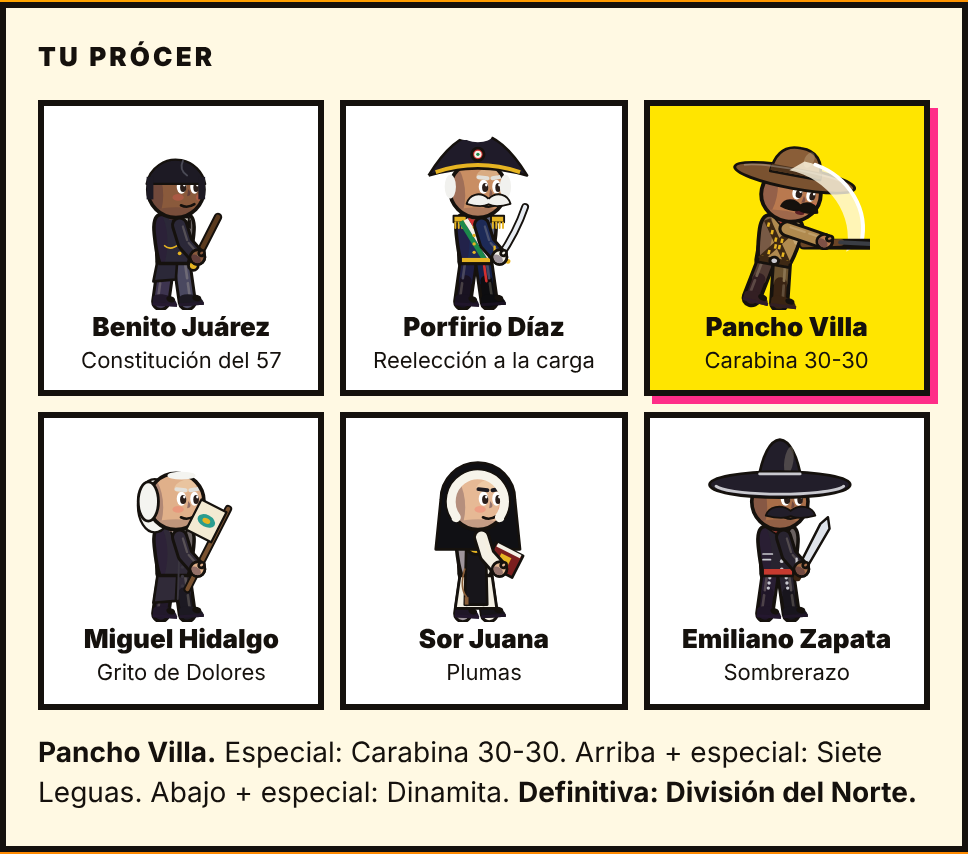 TU PRÓCER
Benito Juárez
Constitución del 57
Porfirio Díaz
Reelección a la carga
Pancho Villa
Carabina 30-30
Miguel Hidalgo
Grito de Dolores
Sor Juana
Plumas
Emiliano Zapata
Sombrerazo
Pancho Villa. Especial: Carabina 30-30. Arriba + especial: Siete
Leguas. Abajo + especial: Dinamita. Definitiva: División del Norte.